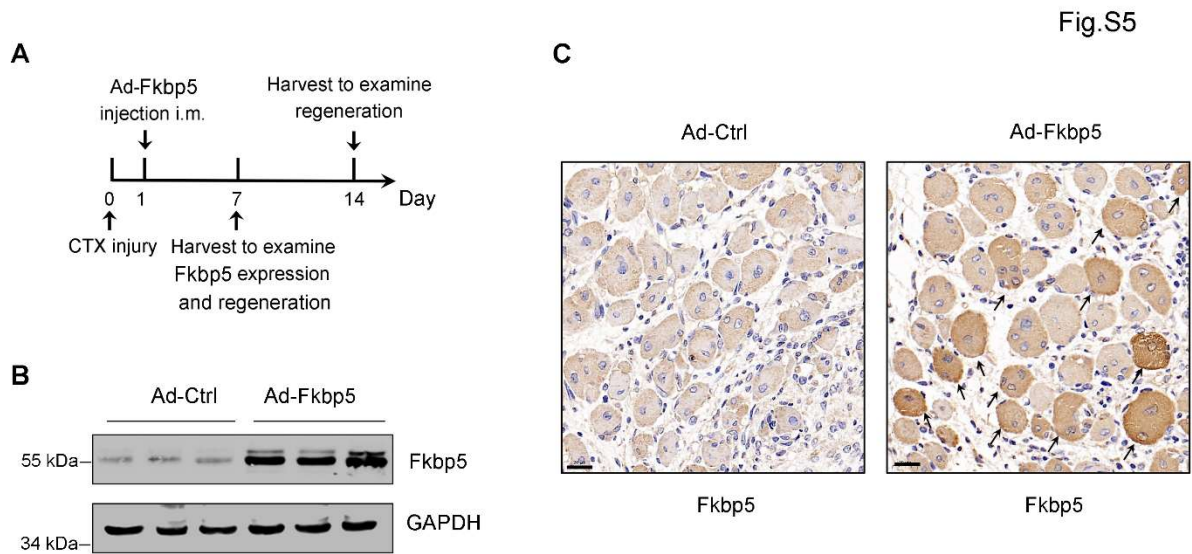 Fig.S5
A
Ad-Fkbp5
injection i.m.
Harvest to examine
regeneration
0
1
7
14
Day
CTX injury
Harvest to examine
Fkbp5 expression
and regeneration
B
Ad-Ctrl
Ad-Fkbp5
55 kDa
Fkbp5
GAPDH
34 kDa
C
Ad-Ctrl
Ad-Fkbp5
Fkbp5
Fkbp5